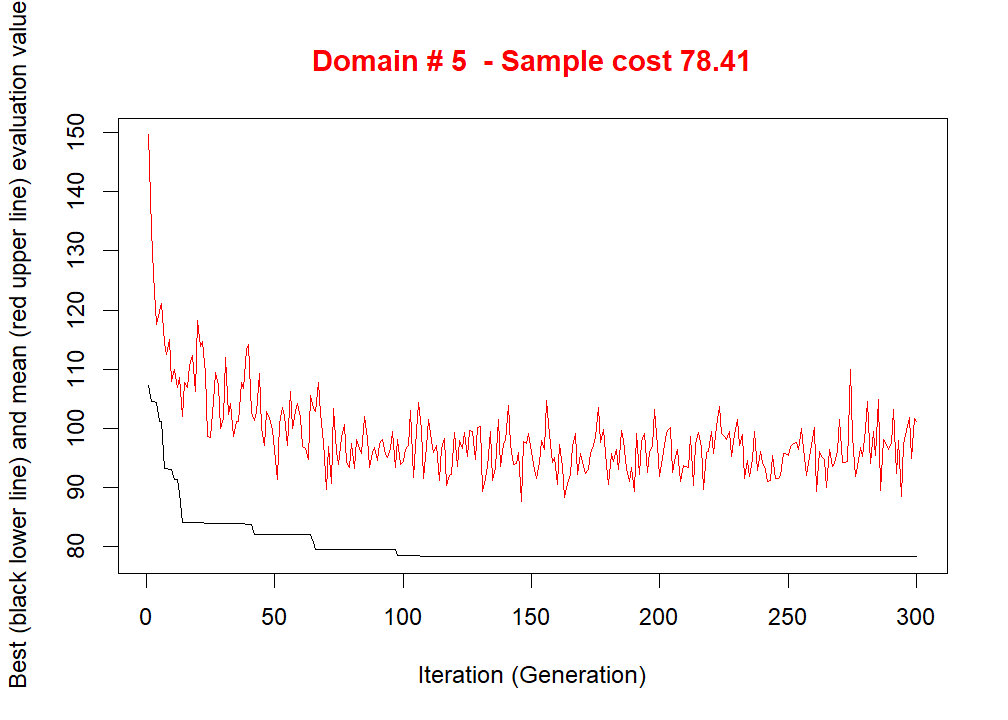 Domain # 5  - Sample cost 78.41
Best (black lower line) and mean (red upper line) evaluation value
150
140
130
120
110
100
90
80
0 50 100 150 200 250 300
Iteration (Generation)